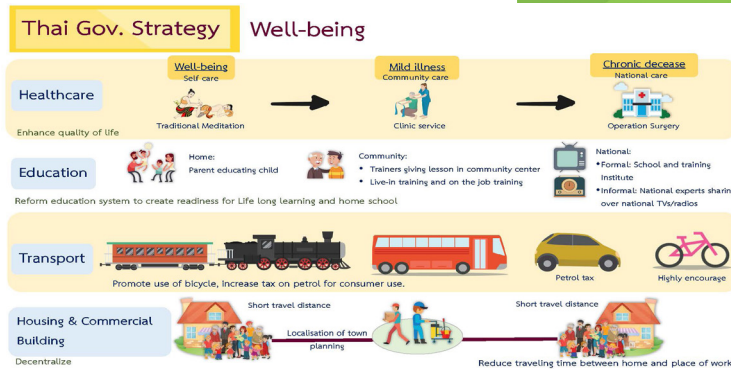 Thai Gov. Strategy Well-being
Well-being
Self care
Mild illness
Community care
Chronic decease
National care
Healthcare
Traditional Meditation
Clinic service
Operation Surgery
Enhance quality of life
Education
Home:
Parent educating child
Community:
• Trainers giving lesson in community center
• Live-in training and on the job training
National:
•Formal: School and training
Institute
•Informal: National experts sharin
over national TVs/radios
Reform education system to create readiness for Life long learning and home school
Transport
Petrol tax
Highly encourage
Promote use of bicycle, increase tax on petrol for consumer use.
Housing & Commercial
Building
Short travel distance
Localisation of town
planning
Short travel distance
Decentralize
Reduce traveling time between home and place of work